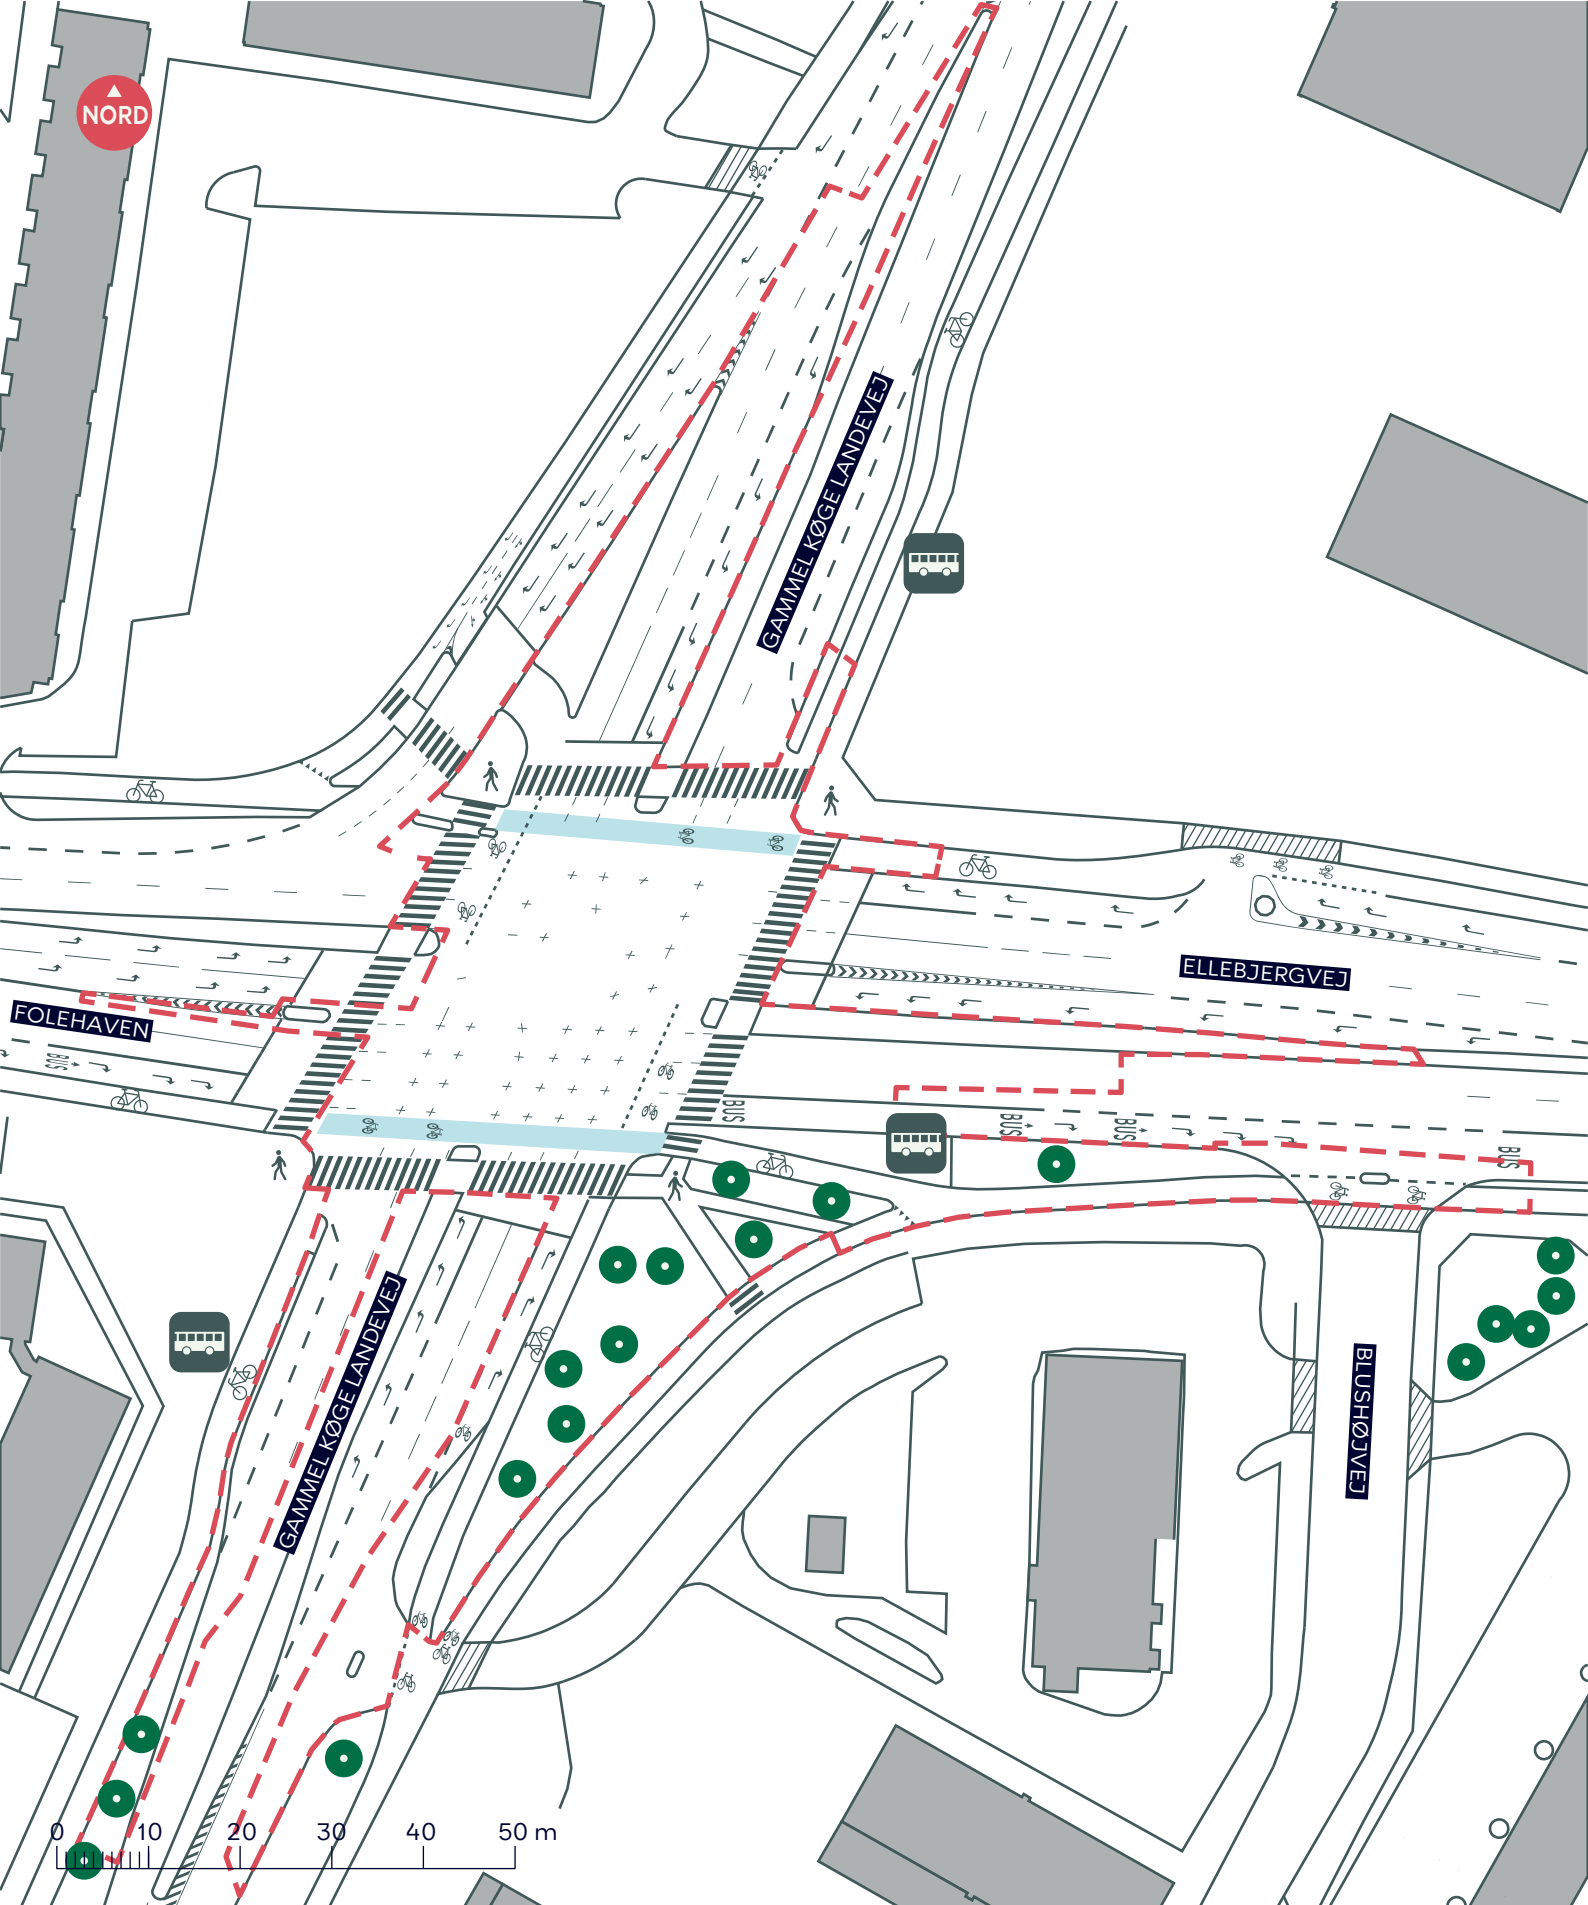 NORD
GAMMEL KØGE LANDEVEJ
ELLEBJERGVEJ
FOLEHAVEN
BUS
BUS
BUS
BUS
BUS
GAMMEL KØGE LANDEVEJ
BLUSHØJVEJ
0 10 20 30 40 50 m